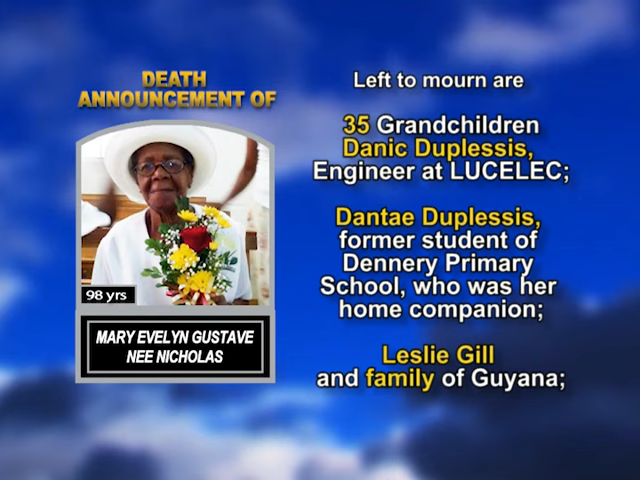 DEATH
ANNOUNCEMENT OF
98 yrs
MARY EVELYN GUSTAVE
NEE NICHOLAS
Left to mourn are
35 Grandchildren
Danic Duplessis,
Engineer at LUCELEC;
Dantae Duplessis,
former student of
Dennery Primary
School, who was her
home companion;
Leslie Gill
and family of Guyana;